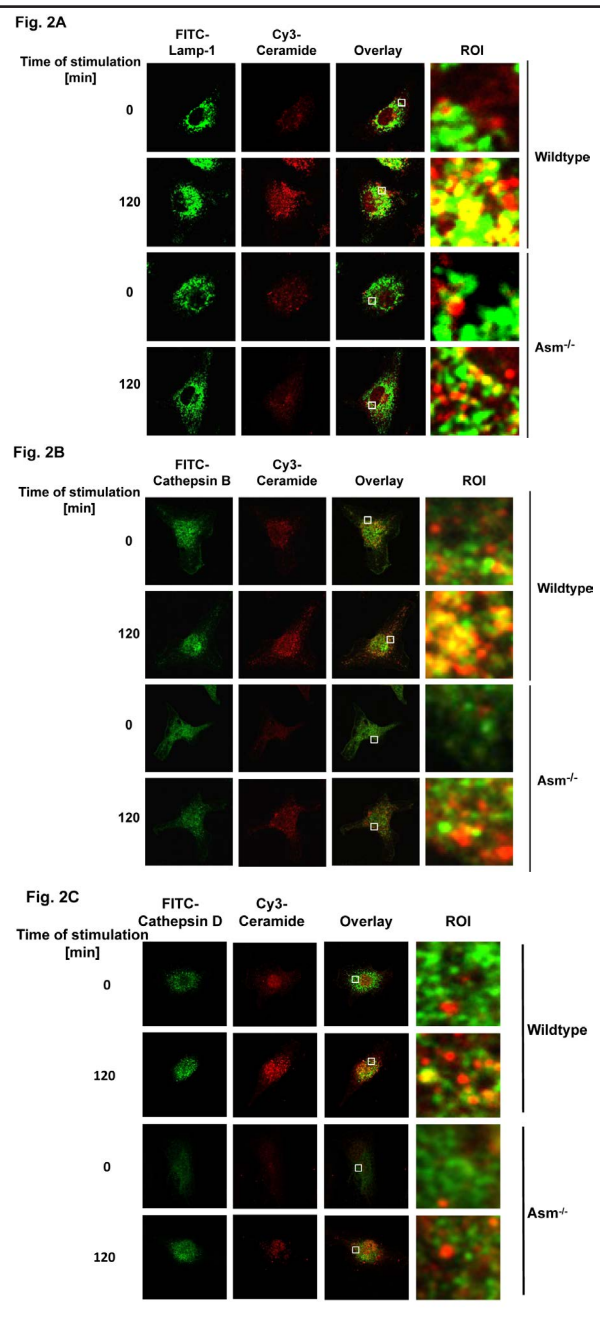 Fig. 2A
FITC-
Lamp-1
Cy3-
Ceramide
Overlay
ROI
Time of stimulation
[min]
0
120
Wildtype
0
120
Asm-/-
Fig. 2B
FITC-
Cathepsin B
Cy3-
Ceramide
Overlay
ROI
Time of stimulation
[min]
0
120
Wildtype
0
120
Asm-/-
Fig. 2C
FITC-
Cathepsin D
Cy3-
Ceramide
Overlay
ROI
Time of stimulation
[min]
0
120
Wildtype
0
120
Asm-/-